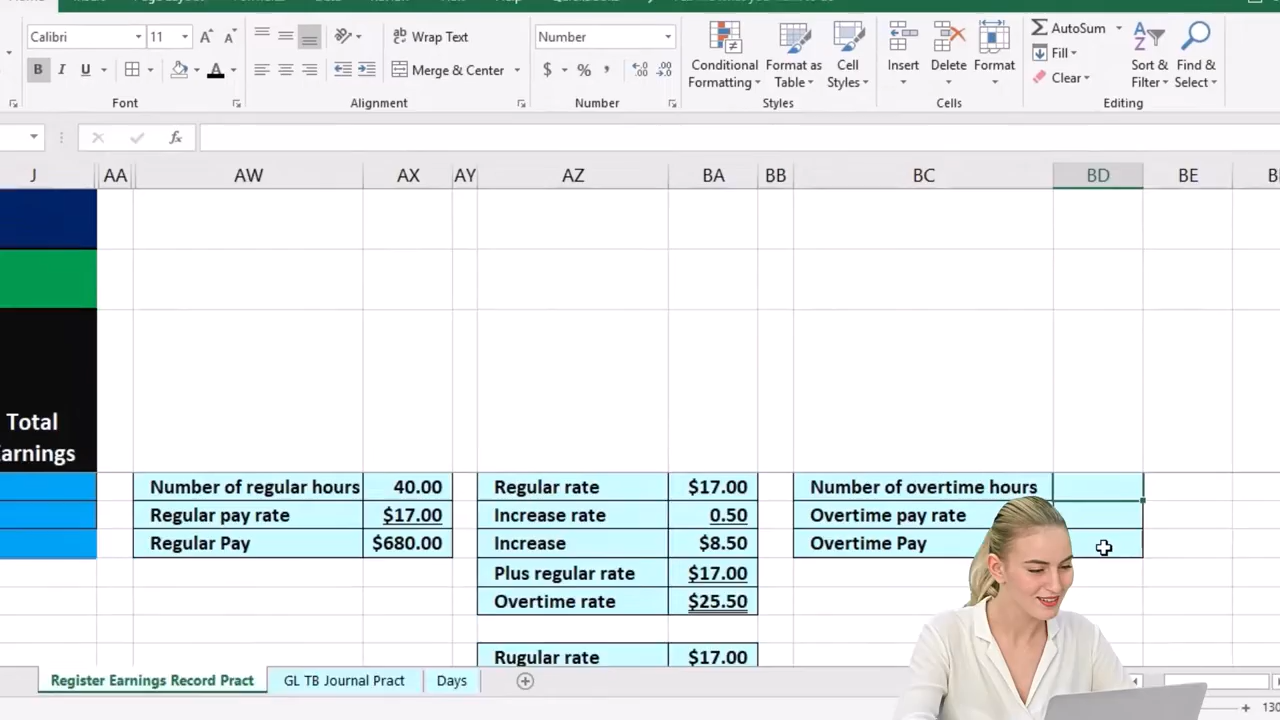 Calibri 11
Wrap Text
Number
Merge & Center
$ % ,
Conditional Formatting
Format as Table
Cell Styles
Insert
Delete
Format
AutoSum
Fill
Clear
Sort & Filter
Find & Select
Font
Alignment
Number
Styles
Cells
Editing
fx
J AA AW AX AY AZ BA BB BC BD BE
Total
Earnings
Number of regular hours 40.00
Regular pay rate $17.00
Regular Pay $680.00
Regular rate $17.00
Increase rate 0.50
Increase $8.50
Plus regular rate $17.00
Overtime rate $25.50
Rugular rate $17.00
Number of overtime hours
Overtime pay rate
Overtime Pay
Register Earnings Record Pract
GL TB Journal Pract
Days
130